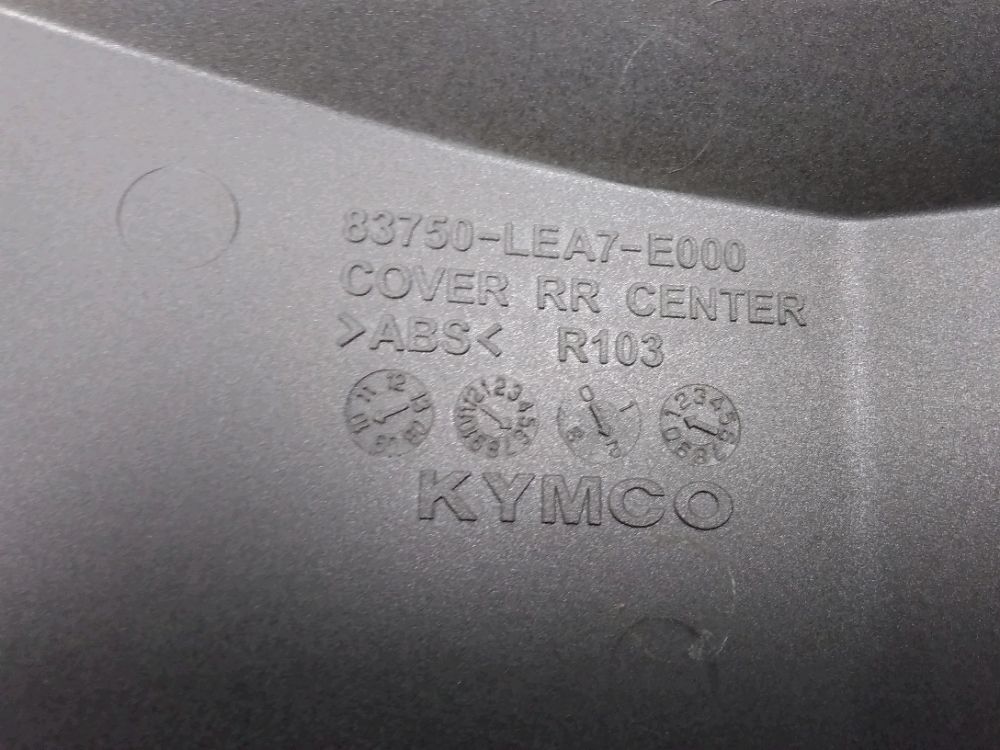 83750-LEA7-E000
COVER RR CENTER
>ABS< R103
KYMCO